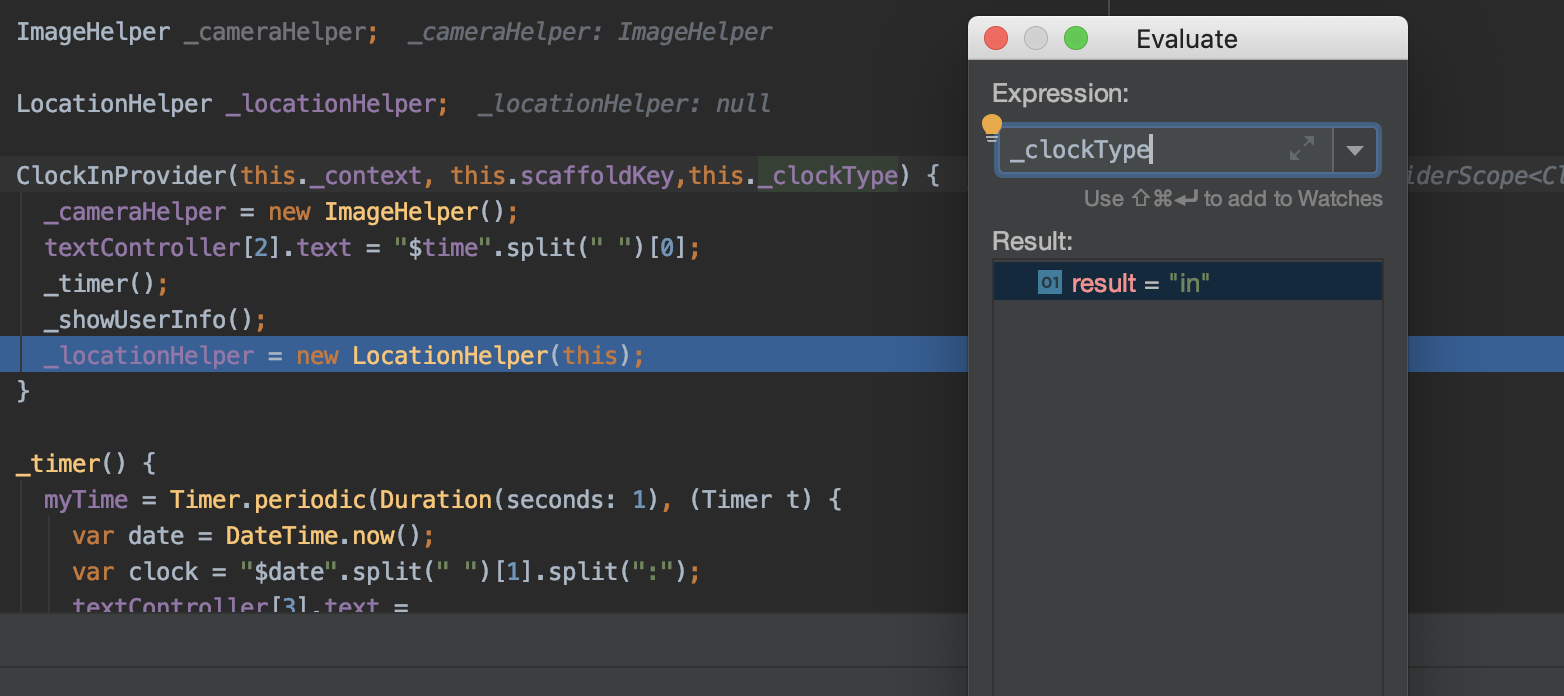 ImageHelper _cameraHelper;  _cameraHelper: ImageHelper
LocationHelper _locationHelper;  _locationHelper: null
ClockInProvider(this._context, this.scaffoldKey,this._clockType) {
_cameraHelper = new ImageHelper();
textController[2].text = "$time".split(" ")[0];
_timer();
_showUserInfo();
_locationHelper = new LocationHelper(this);
}
_timer() {
myTime = Timer.periodic(Duration(seconds: 1), (Timer t) {
var date = DateTime.now();
var clock = "$date".split(" ")[1].split(":");
textController[3].text =
Evaluate
Expression:
_clockType
Use ⇧⌘↩ to add to Watches
Result:
01 result = "in"